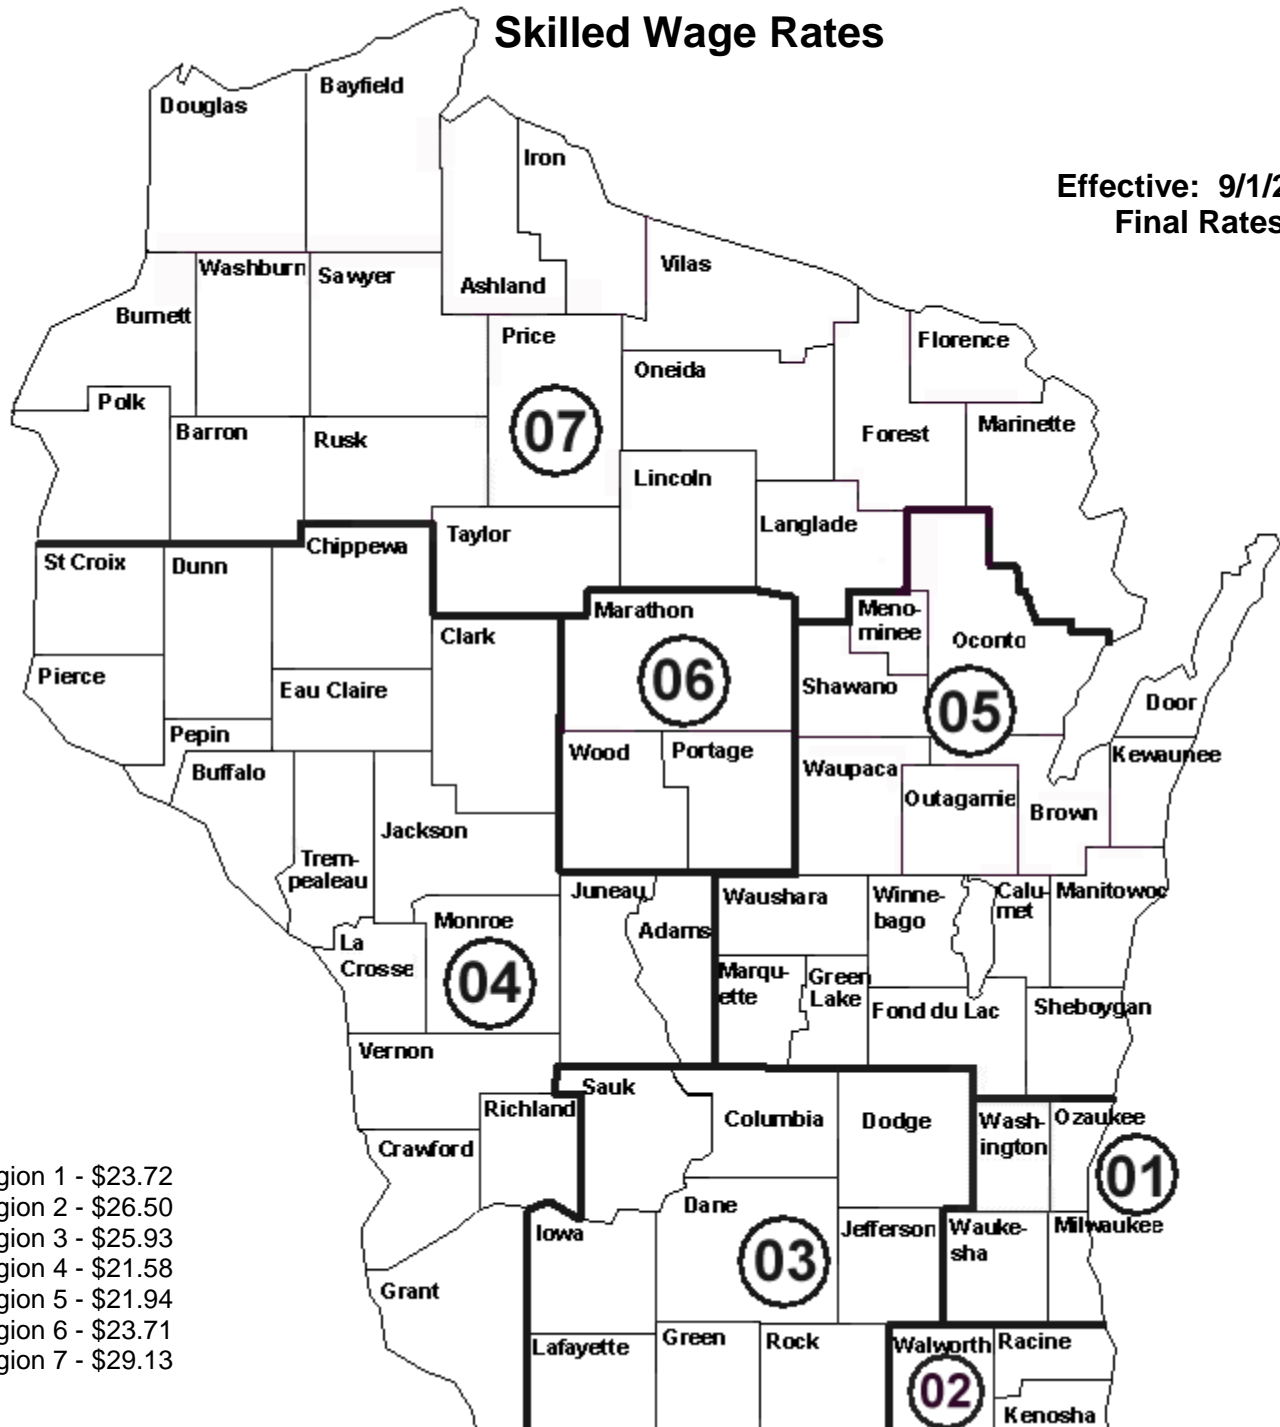 Skilled Wage Rates
Effective: 9/1/2
Final Rates
Douglas
Bayfield
Iron
Ashland
Vilas
Washburn
Sawyer
Burnett
Price
Florence
Oneida
Polk
Barron
Rusk
07
Forest
Marinette
Lincoln
Langlade
Taylor
Chippewa
St Croix
Dunn
Marathon
Meno-
minee
Oconto
Clark
06
Pierce
Eau Claire
Shawano
05
Door
Pepin
Buffalo
Wood
Portage
Waupaca
Kewaunee
Outagamie
Brown
Jackson
Trem-
pealeau
Juneau
Adams
Waushara
Winne-
bago
Calu-
met
Manitowoc
Monroe
La
Crosse
04
Marqu-
ette
Green
Lake
Fond du Lac
Sheboygan
Vernon
Sauk
Richland
Columbia
Dodge
Wash-
ington
Ozaukee
Crawford
01
Dane
Iowa
Jefferson
Wauke-
sha
Milwaukee
03
Grant
Lafayette
Green
Rock
Walworth
Racine
02
Kenosha
gion 1 - $23.72
gion 2 - $26.50
gion 3 - $25.93
gion 4 - $21.58
gion 5 - $21.94
gion 6 - $23.71
gion 7 - $29.13